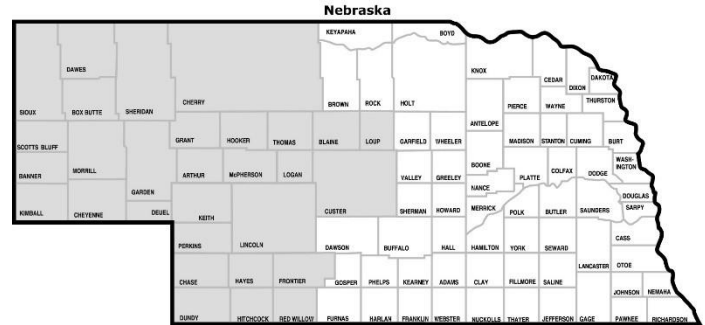 Nebraska
KEYAPAHA
BOYD
DAWES
KNOX
CEDAR
DIXON
DAKOTA
SIOUX
BOX BUTTE
SHERIDAN
CHERRY
BROWN
ROCK
HOLT
ANTELOPE
PIERCE
WAYNE
THURSTON
SCOTTS BLUFF
GRANT
HOOKER
THOMAS
BLAINE
LOUP
GARFIELD
WHEELER
MADISON
STANTON
CUMING
BURT
BANNER
MORRILL
GARDEN
ARTHUR
McPHERSON
LOGAN
VALLEY
GREELEY
BOONE
NANCE
PLATTE
COLFAX
DODGE
WASH-
INGTON
KIMBALL
CHEYENNE
DEUEL
KEITH
CUSTER
SHERMAN
HOWARD
MERRICK
POLK
BUTLER
SAUNDERS
DOUGLAS
SARPY
PERKINS
LINCOLN
DAWSON
BUFFALO
HALL
HAMILTON
YORK
SEWARD
LANCASTER
CASS
OTOE
CHASE
HAYES
FRONTIER
GOSPER
PHELPS
KEARNEY
ADAMS
CLAY
FILLMORE
SALINE
JOHNSON
NEMAHA
DUNDY
HITCHCOCK
RED WILLOW
FURNAS
HARLAN
FRANKLIN
WEBSTER
NUCKOLLS
THAYER
JEFFERSON
GAGE
PAWNEE
RICHARDSON